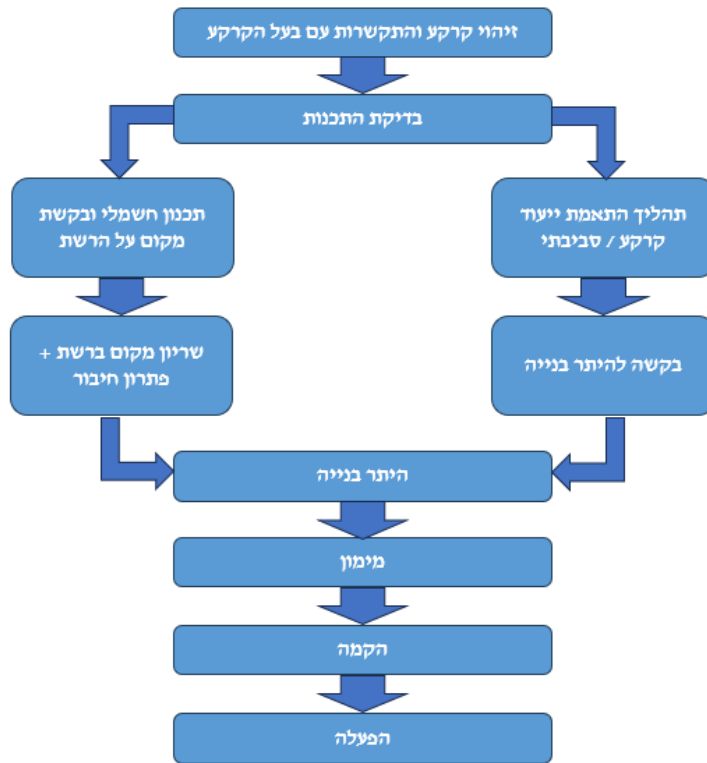 זיהוי קרקע והתקשרות עם בעל הקרקע
בדיקת התכנות
תהליך התאמת ייעוד
קרקע / סביבתי
תכנון חשמלי ובקשת
מקום על הרשת
בקשה להיתר בנייה
שריון מקום ברשת +
פתרון חיבור
היתר בנייה
מימון
הקמה
הפעלה